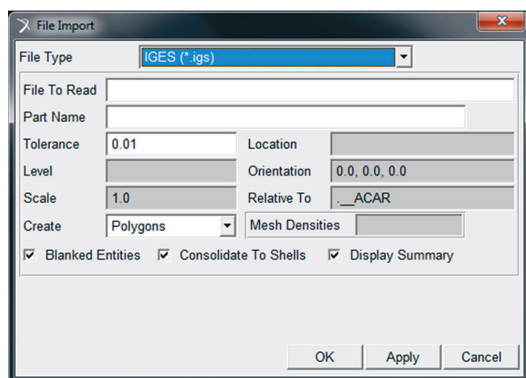 File Import
File Type IGES (*.igs)
File To Read
Part Name
Tolerance 0.01 Location
Level Orientation 0.0, 0.0, 0.0
Scale 1.0 Relative To .__ACAR
Create Polygons Mesh Densities
Blanked Entities Consolidate To Shells Display Summary
OK Apply Cancel